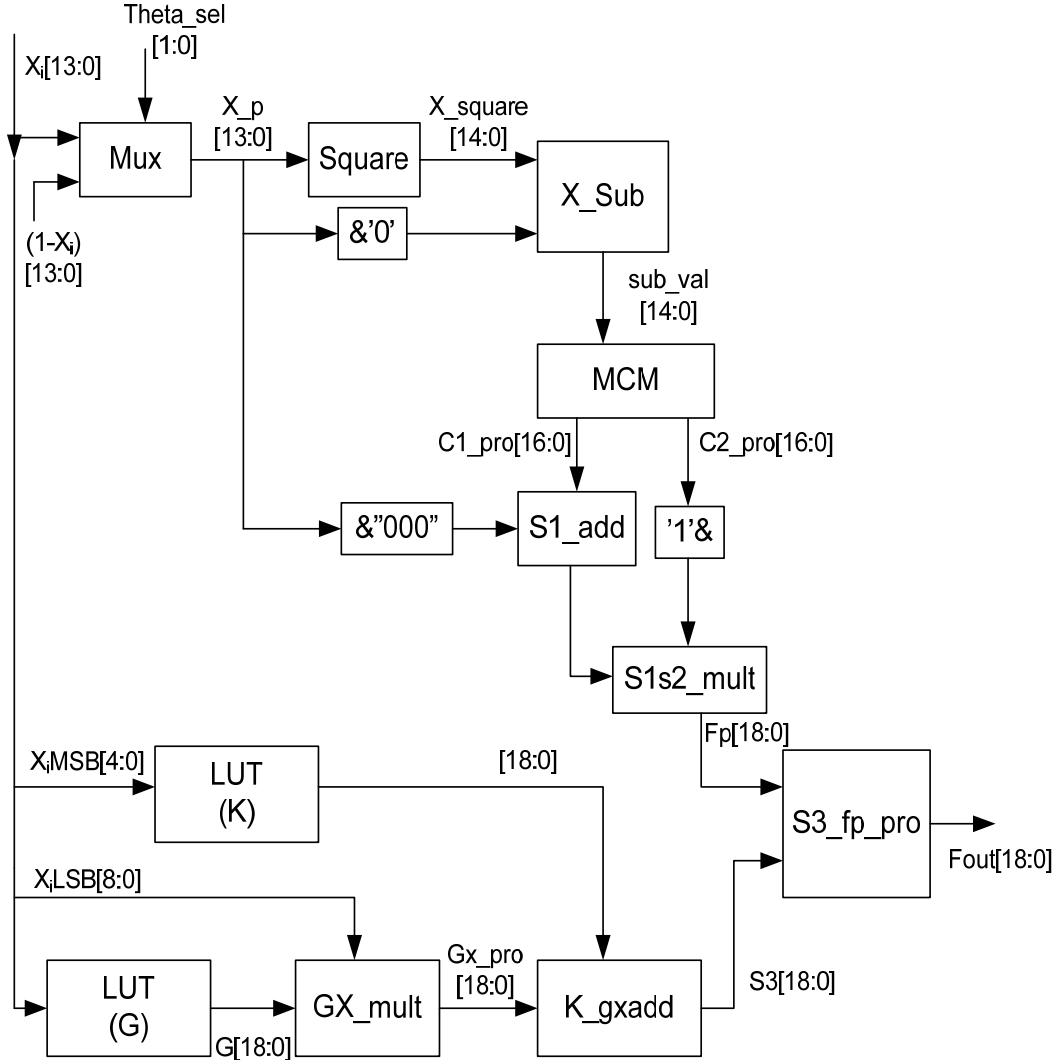 Theta_sel
[1:0]
Xi[13:0]
X_p
[13:0]
X_square
[14:0]
Mux
Square
X_Sub
&'0'
(1-Xi)
[13:0]
sub_val
[14:0]
MCM
C1_pro[16:0]
C2_pro[16:0]
&”000”
S1_add
'1'&
S1s2_mult
Fp[18:0]
XiMSB[4:0]
LUT
(K)
[18:0]
S3_fp_pro
Fout[18:0]
XiLSB[8:0]
LUT
(G)
G[18:0]
GX_mult
Gx_pro
[18:0]
K_gxadd
S3[18:0]